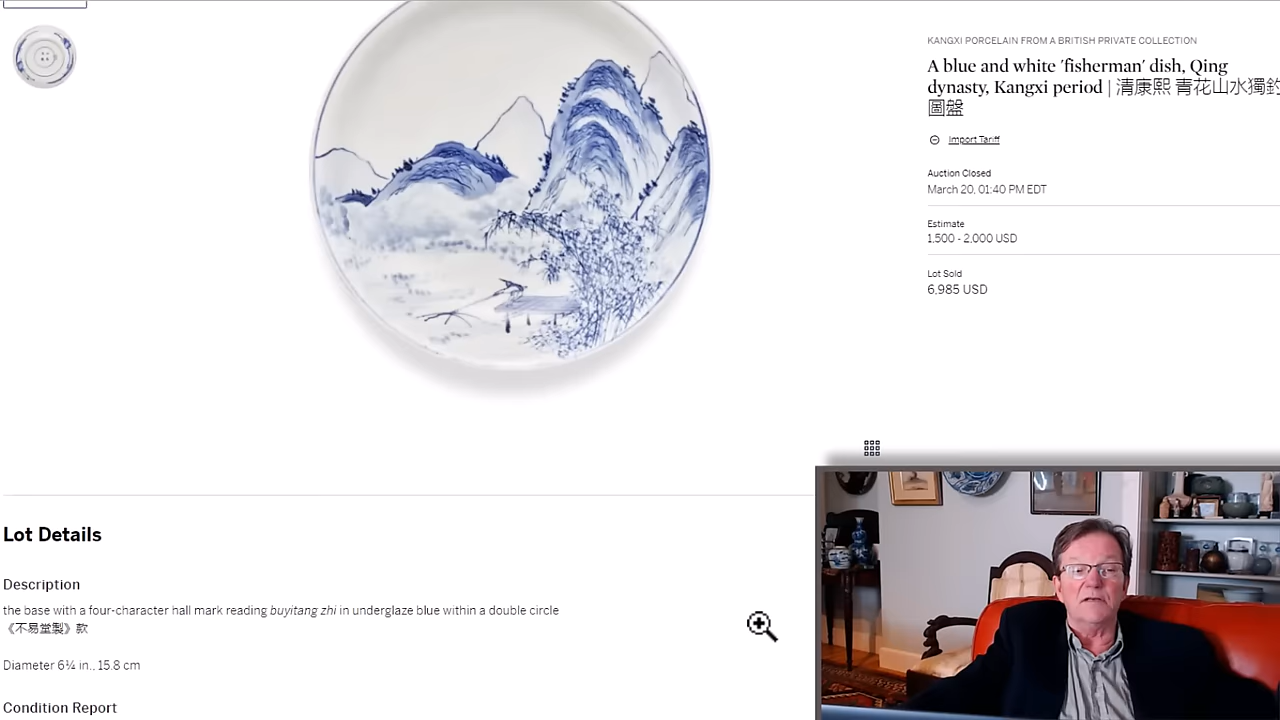 KANGXI PORCELAIN FROM A BRITISH PRIVATE COLLECTION
A blue and white 'fisherman' dish, Qing
dynasty, Kangxi period | 清康熙 青花山水獨釣
圖盤
Import Tariff
Auction Closed
March 20, 01:40 PM EDT
Estimate
1,500 - 2,000 USD
Lot Sold
6,985 USD
Lot Details
Description
the base with a four-character hall mark reading buyitang zhi in underglaze blue within a double circle
《不易堂製》款
Diameter 6¼ in., 15.8 cm
Condition Report